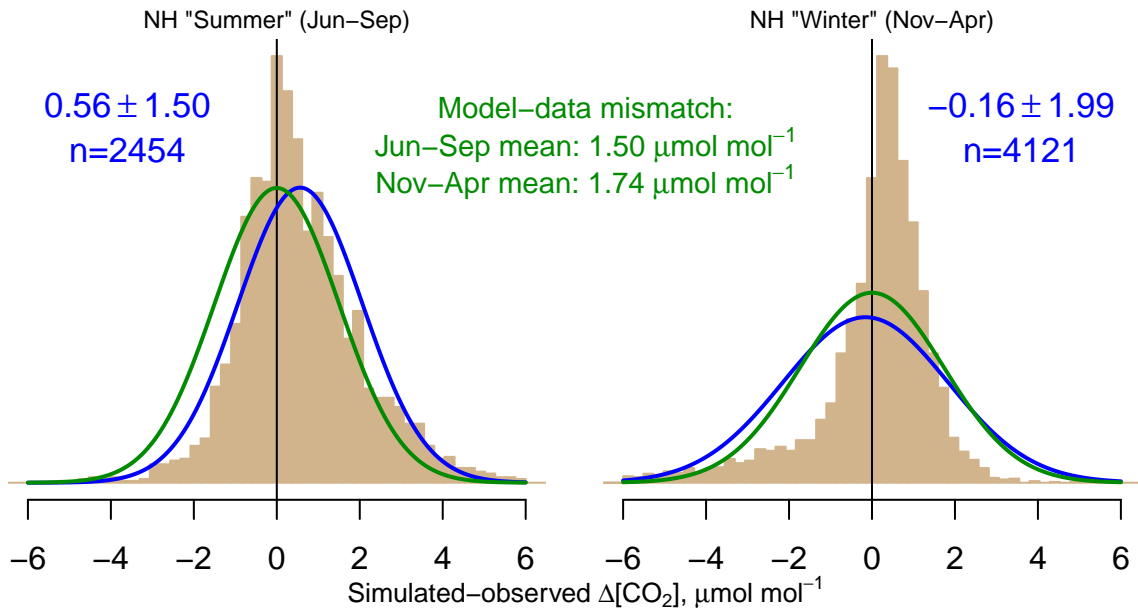 NH "Summer" (Jun−Sep)
NH "Winter" (Nov−Apr)
0.56 ± 1.50
n=2454
Model−data mismatch:
Jun−Sep mean: 1.50 μmol mol⁻¹
Nov−Apr mean: 1.74 μmol mol⁻¹
−0.16 ± 1.99
n=4121
−6 −4 −2 0 2 4 6
−6 −4 −2 0 2 4 6
Simulated−observed Δ[CO₂], μmol mol⁻¹